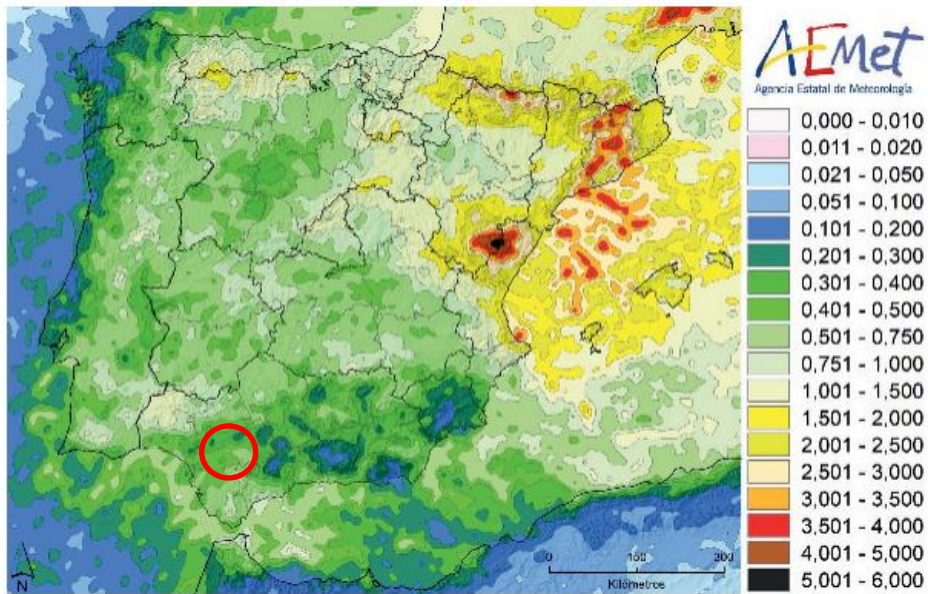 AEmet
Agencia Estatal de Meteorología
0,000 - 0,010
0,011 - 0,020
0,021 - 0,050
0,051 - 0,100
0,101 - 0,200
0,201 - 0,300
0,301 - 0,400
0,401 - 0,500
0,501 - 0,750
0,751 - 1,000
1,001 - 1,500
1,501 - 2,000
2,001 - 2,500
2,501 - 3,000
3,001 - 3,500
3,501 - 4,000
4,001 - 5,000
5,001 - 6,000
N
0 150 300
Kilómetros